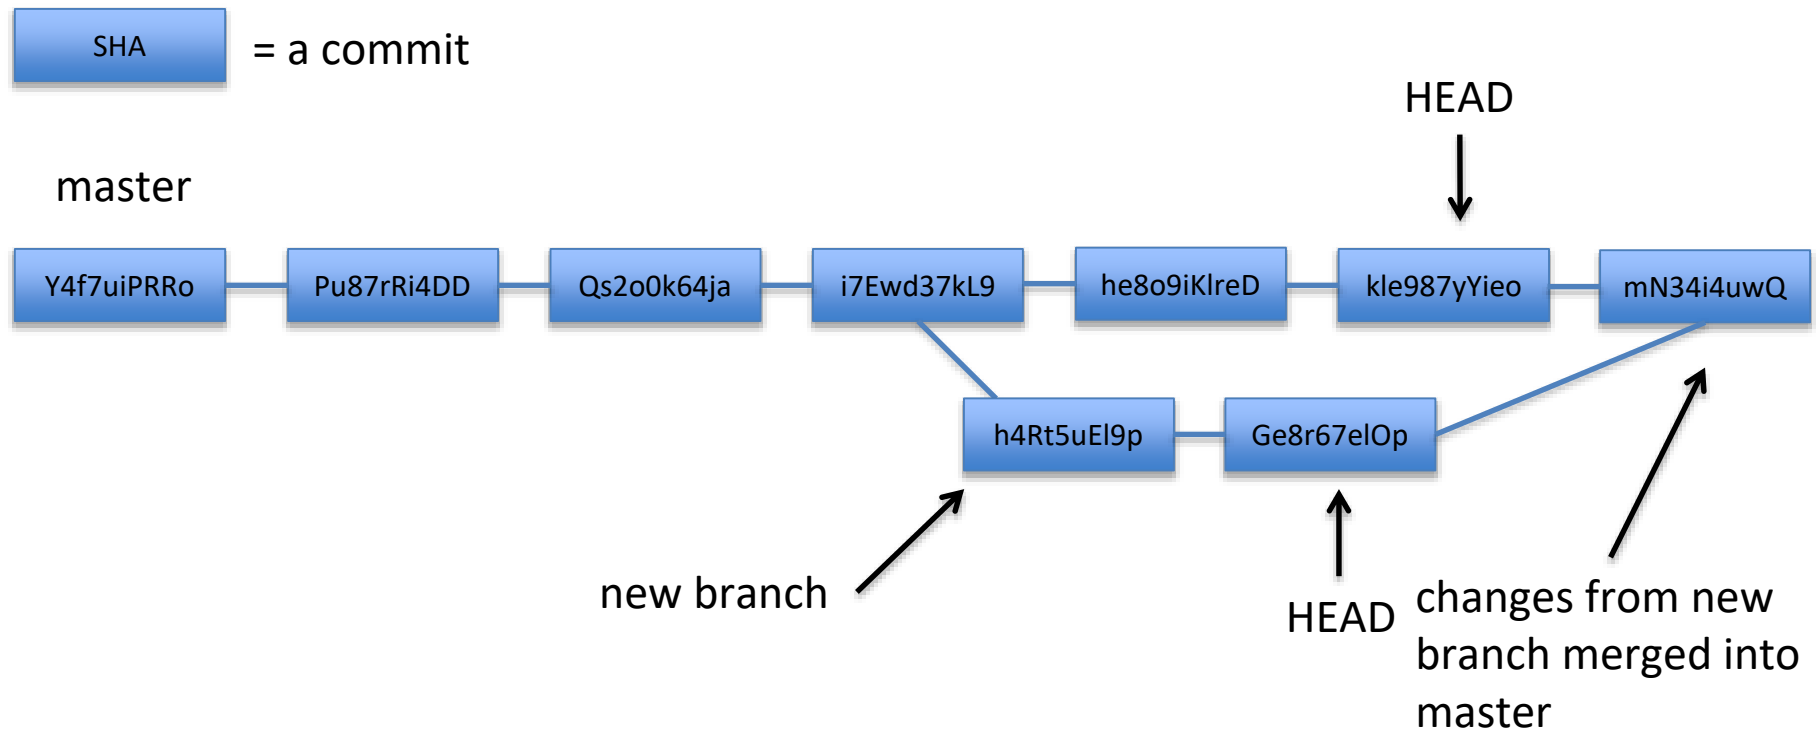 SHA
= a commit
HEAD
master
Y4f7uiPRRo
Pu87rRi4DD
Qs2o0k64ja
i7Ewd37kL9
he8o9iKlreD
kle987yYieo
mN34i4uwQ
h4Rt5uEl9p
Ge8r67elOp
new branch
HEAD
changes from new
branch merged into
master